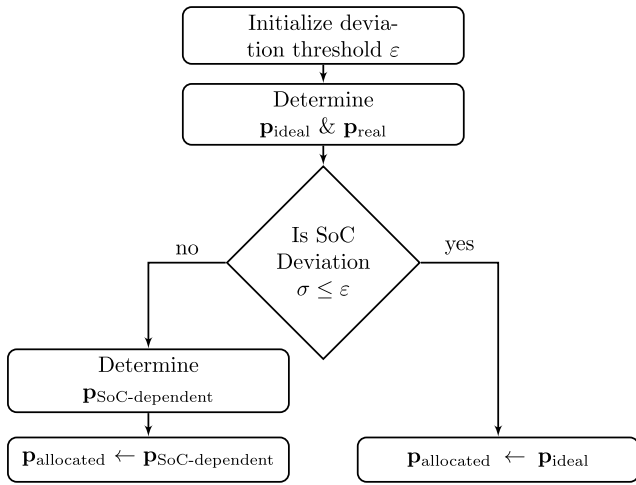 Initialize devia-
tion threshold ε
Determine
p_ideal & p_real
Is SoC
Deviation
σ ≤ ε
no
yes
Determine
p_SoC-dependent
p_allocated ← p_SoC-dependent
p_allocated ← p_ideal